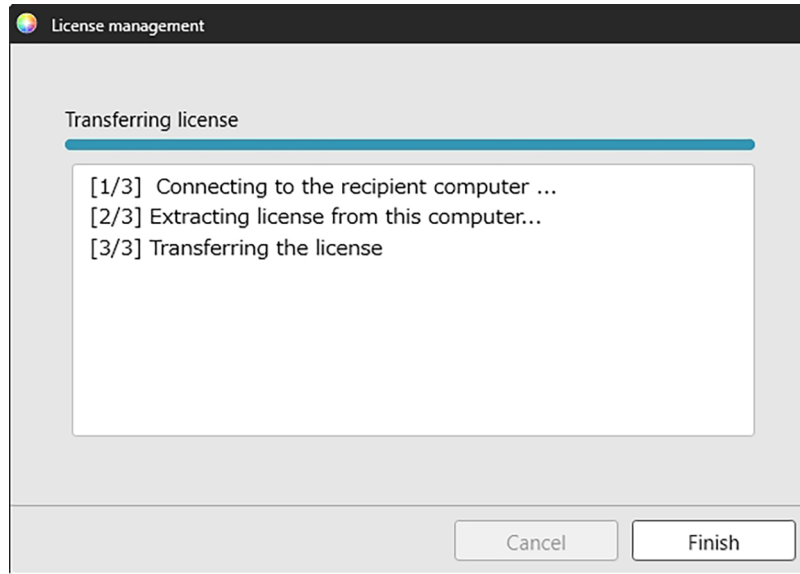 License management
Transferring license
[1/3]  Connecting to the recipient computer ...
[2/3] Extracting license from this computer...
[3/3] Transferring the license
Cancel
Finish